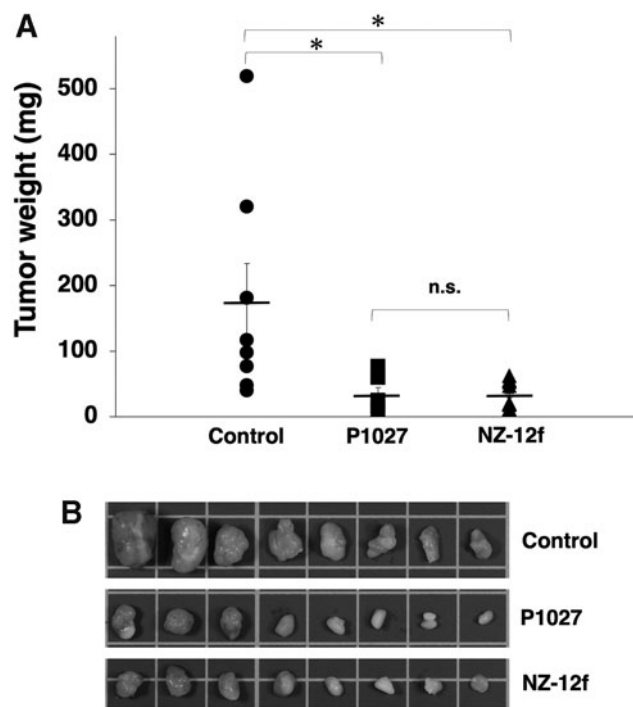 A
*
*
Tumor weight (mg)
500
400
300
200
100
0
n.s.
Control P1027 NZ-12f
B
Control
P1027
NZ-12f